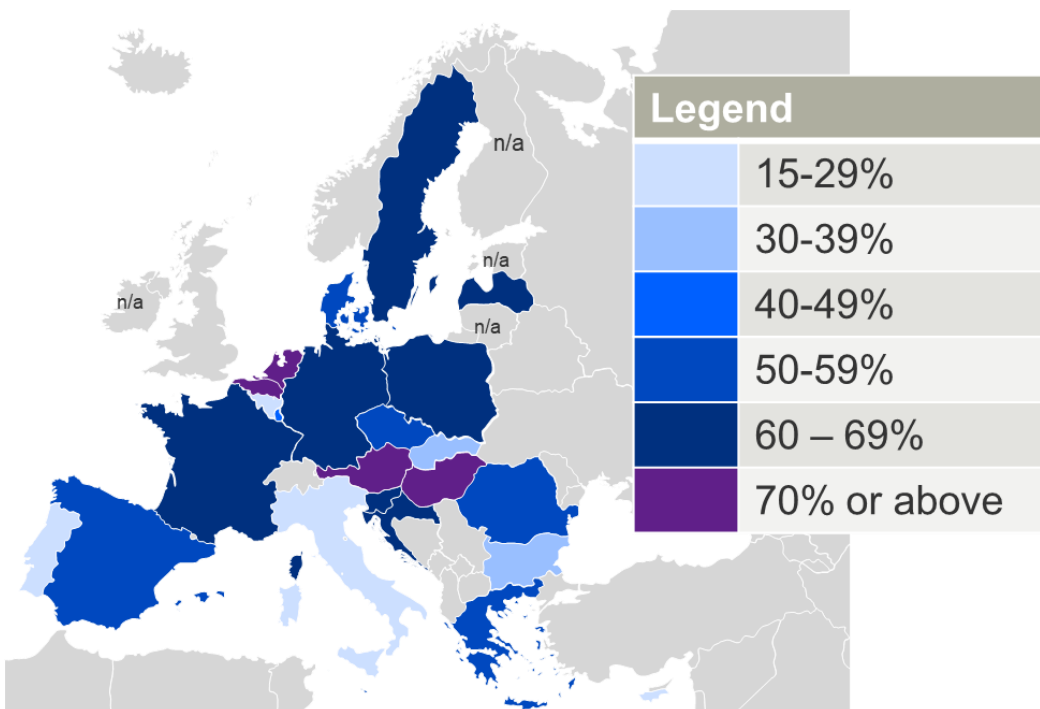 n/a
Legend
15-29%
n/a
30-39%
n/a
40-49%
n/a
50-59%
60 – 69%
70% or above